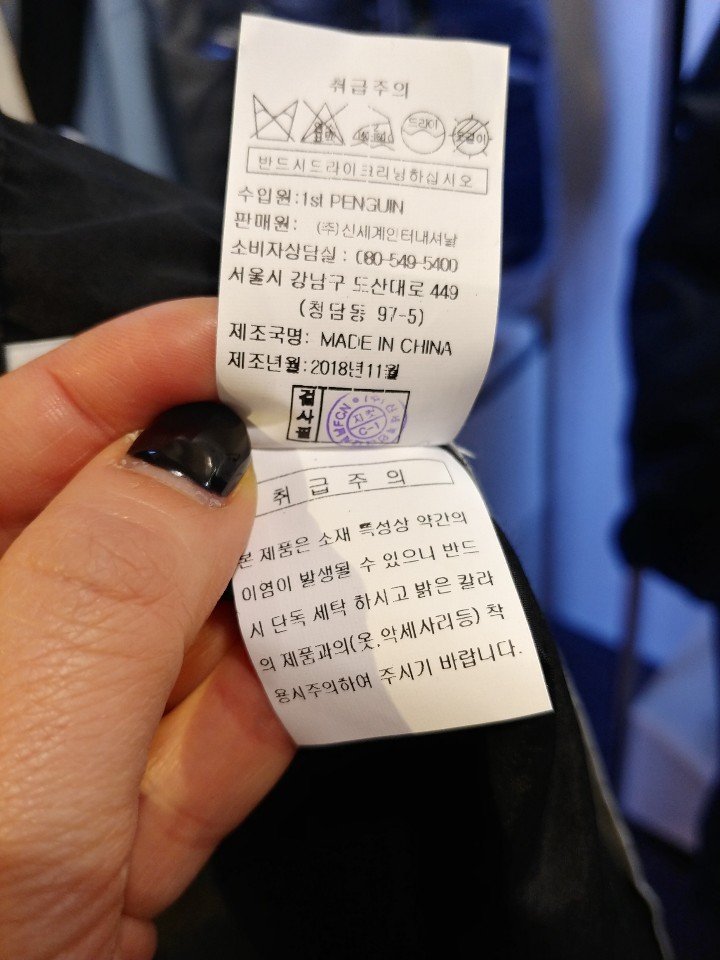 취급주의
드라이
반드시드라이크리닝하십시오
수입원:1st PENGUIN
판매원: (주)신세계인터내셔날
소비자상담실 : 080-549-5400
서울시 강남구 도산대로 449
(청담동 97-5)
제조국명: MADE IN CHINA
제조년월:2018년11월
검사필
취급주의
본 제품은 소재 특성상 약간의
이염이 발생될 수 있으니 반드
시 단독 세탁 하시고 밝은 칼라
의 제품과의(옷,악세사리등) 착
용시주의하여 주시기 바랍니다.